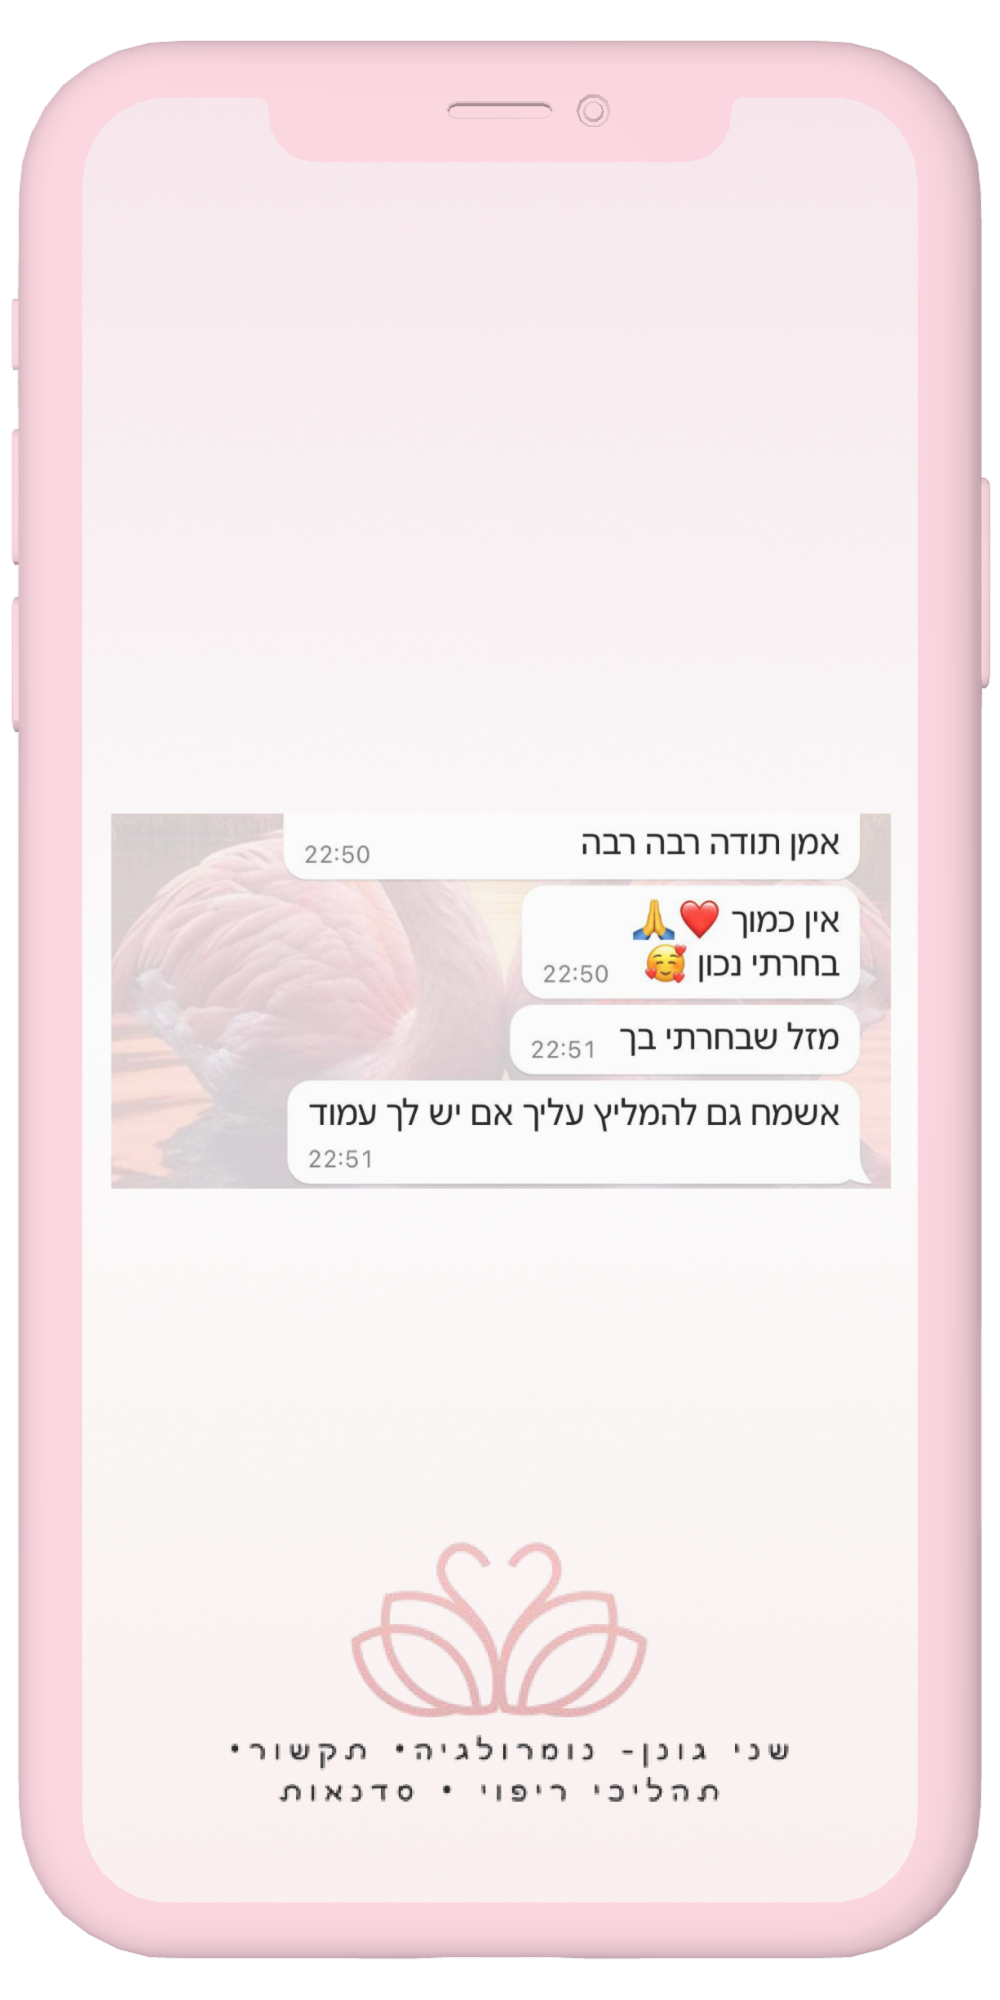 אמן תודה רבה רבה
22:50
אין כמוך ❤️🙏
בחרתי נכון 🥰
22:50
מזל שבחרתי בך
22:51
אשמח גם להמליץ עליך אם יש לך עמוד
22:51
שני גונן- נומרולגיה• תקשור•
תהליכי ריפוי • סדנאות